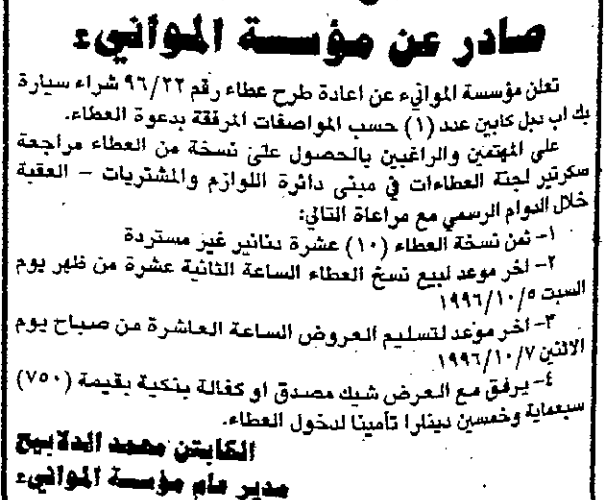 صادر عن مؤسسة الموانيء
تعلن مؤسسة الموانيء عن اعادة طرح عطاء رقم ٩٦/٢٢ شراء سيارة
بك اب دبل كابين عدد (١) حسب المواصفات المرفقة بدعوة العطاء.
على المهتمين والراغبين بالحصول على نسخة من العطاء مراجعة
سكرتير لجنة العطاءات في مبنى دائرة اللوازم والمشتريات – العقبة
خلال الدوام الرسمي مع مراعاة التالي:
١– ثمن نسخة العطاء (١٠) عشرة دنانير غير مستردة
٢– اخر موعد لبيع نسخ العطاء الساعة الثانية عشرة من ظهر يوم
السبت ١٩٩٦/١٠/٥
٣– اخر موعد لتسليم العروض الساعة العاشرة من صباح يوم
الاثنين ١٩٩٦/١٠/٧
٤– يرفق مع العرض شيك مصدق او كفالة بنكية بقيمة (٧٥٠)
سبعماية وخمسين دينارا تأمينا لدخول العطاء.
الكابتن محمد الدلابيح
مدير عام مؤسسة الموانيء